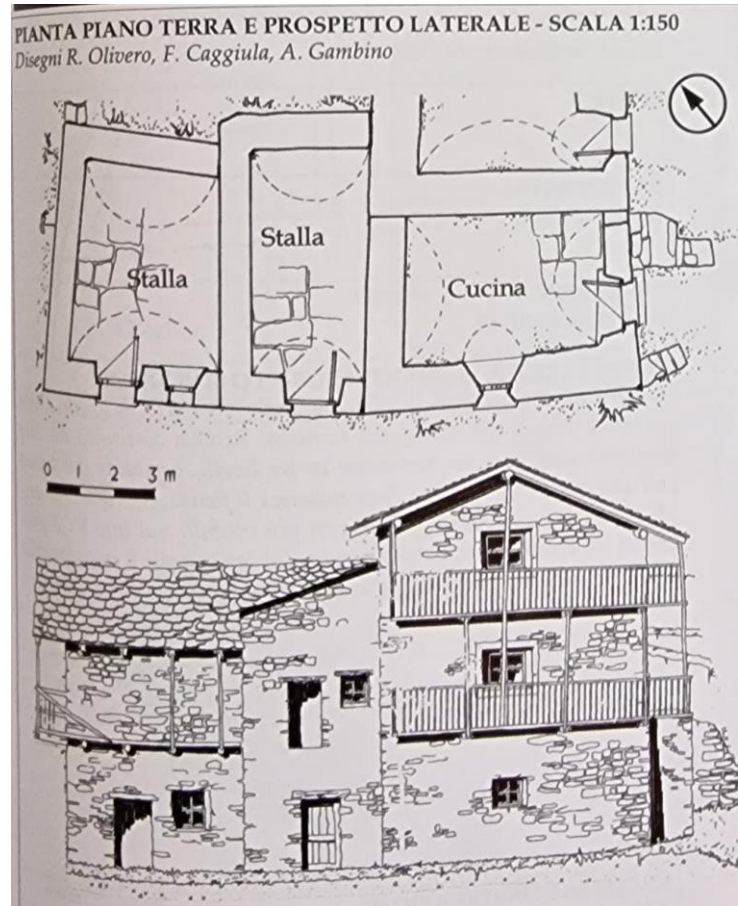 PIANTA PIANO TERRA E PROSPETTO LATERALE - SCALA 1:150
Disegni R. Olivero, F. Caggiula, A. Gambino
Stalla
Stalla
Cucina
0 1 2 3 m